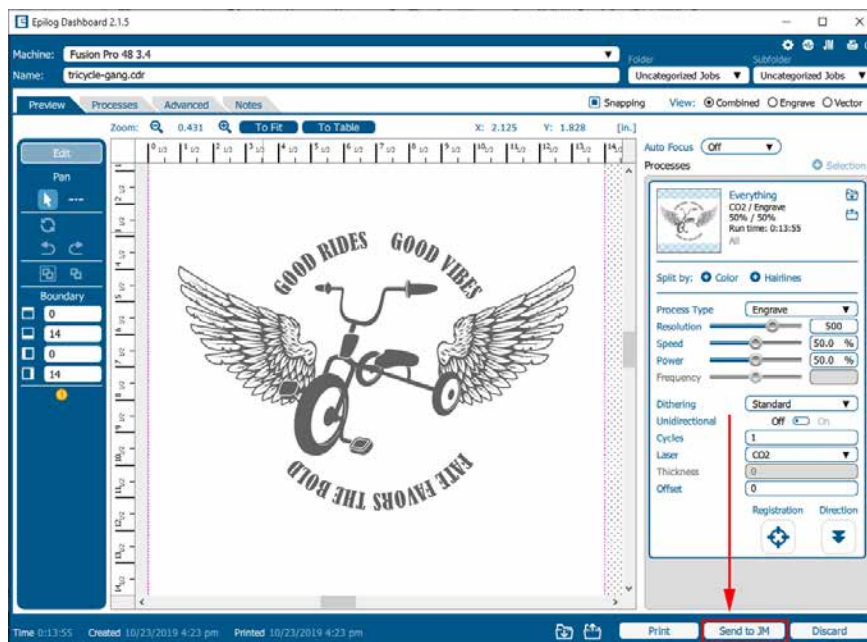 Epilog Dashboard 2.1.5
Machine: Fusion Pro 48 3.4
Folder Subfolder
Name: tricycle-gang.cdr Uncategorized Jobs Uncategorized Jobs
Preview Processes Advanced Notes Snapping View: Combined Engrave Vector
Zoom: 0.431 To Fit To Table X: 2.125 Y: 1.828 [in.]
Edit
Pan
Boundary
0
14
0
14
GOOD RIDES GOOD VIBES
FATE FAVORS THE BOLD
Auto Focus Off
Processes Selection
Everything
CO2 / Engrave
50% / 50%
Run time: 0:13:55
All
Split by: Color Hairlines
Process Type Engrave
Resolution 500
Speed 50.0 %
Power 50.0 %
Frequency
Dithering Standard
Unidirectional Off On
Cycles 1
Laser CO2
Thickness 0
Offset 0
Registration Direction
Time 0:13:55 Created 10/23/2019 4:23 pm Printed 10/23/2019 4:23 pm Print Send to JM Discard